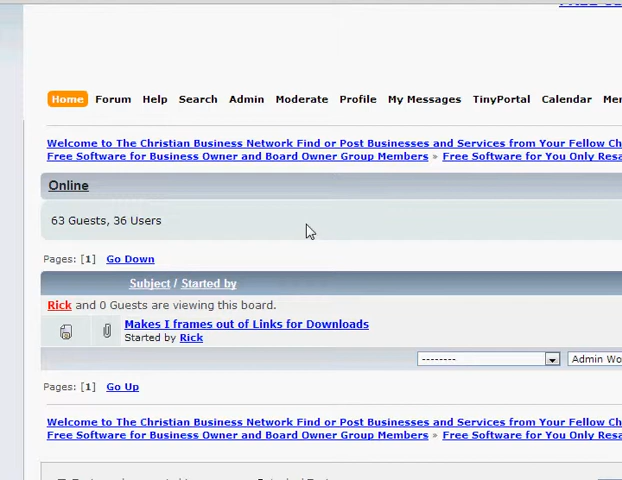 Home Forum Help Search Admin Moderate Profile My Messages TinyPortal Calendar
Welcome to The Christian Business Network Find or Post Businesses and Services from Your Fellow
Free Software for Business Owner and Board Owner Group Members » Free Software for You Only
Online
63 Guests, 36 Users
Pages: [1] Go Down
Subject / Started by
Rick and 0 Guests are viewing this board.
Makes I frames out of Links for Downloads
Started by Rick
-------- Admin
Pages: [1] Go Up
Welcome to The Christian Business Network Find or Post Businesses and Services from Your Fellow
Free Software for Business Owner and Board Owner Group Members » Free Software for You Only